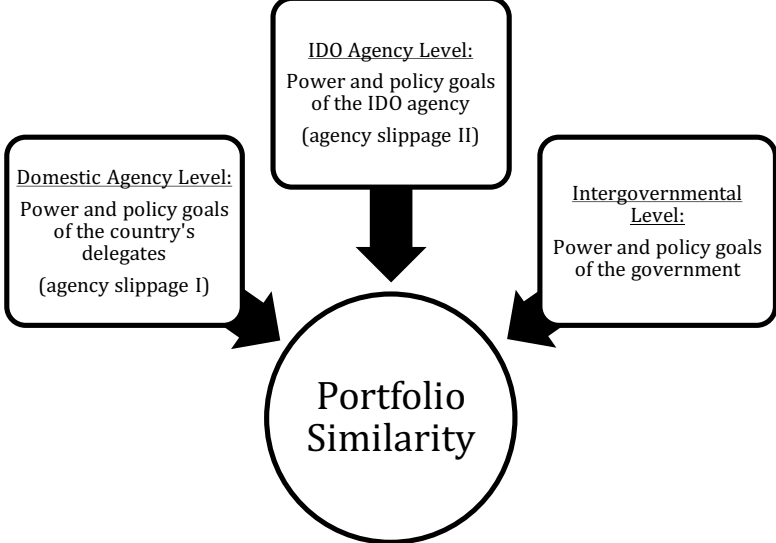 IDO Agency Level:
Power and policy goals
of the IDO agency
(agency slippage II)
Domestic Agency Level:
Power and policy goals
of the country's
delegates
(agency slippage I)
Intergovernmental
Level:
Power and policy goals
of the government
Portfolio
Similarity